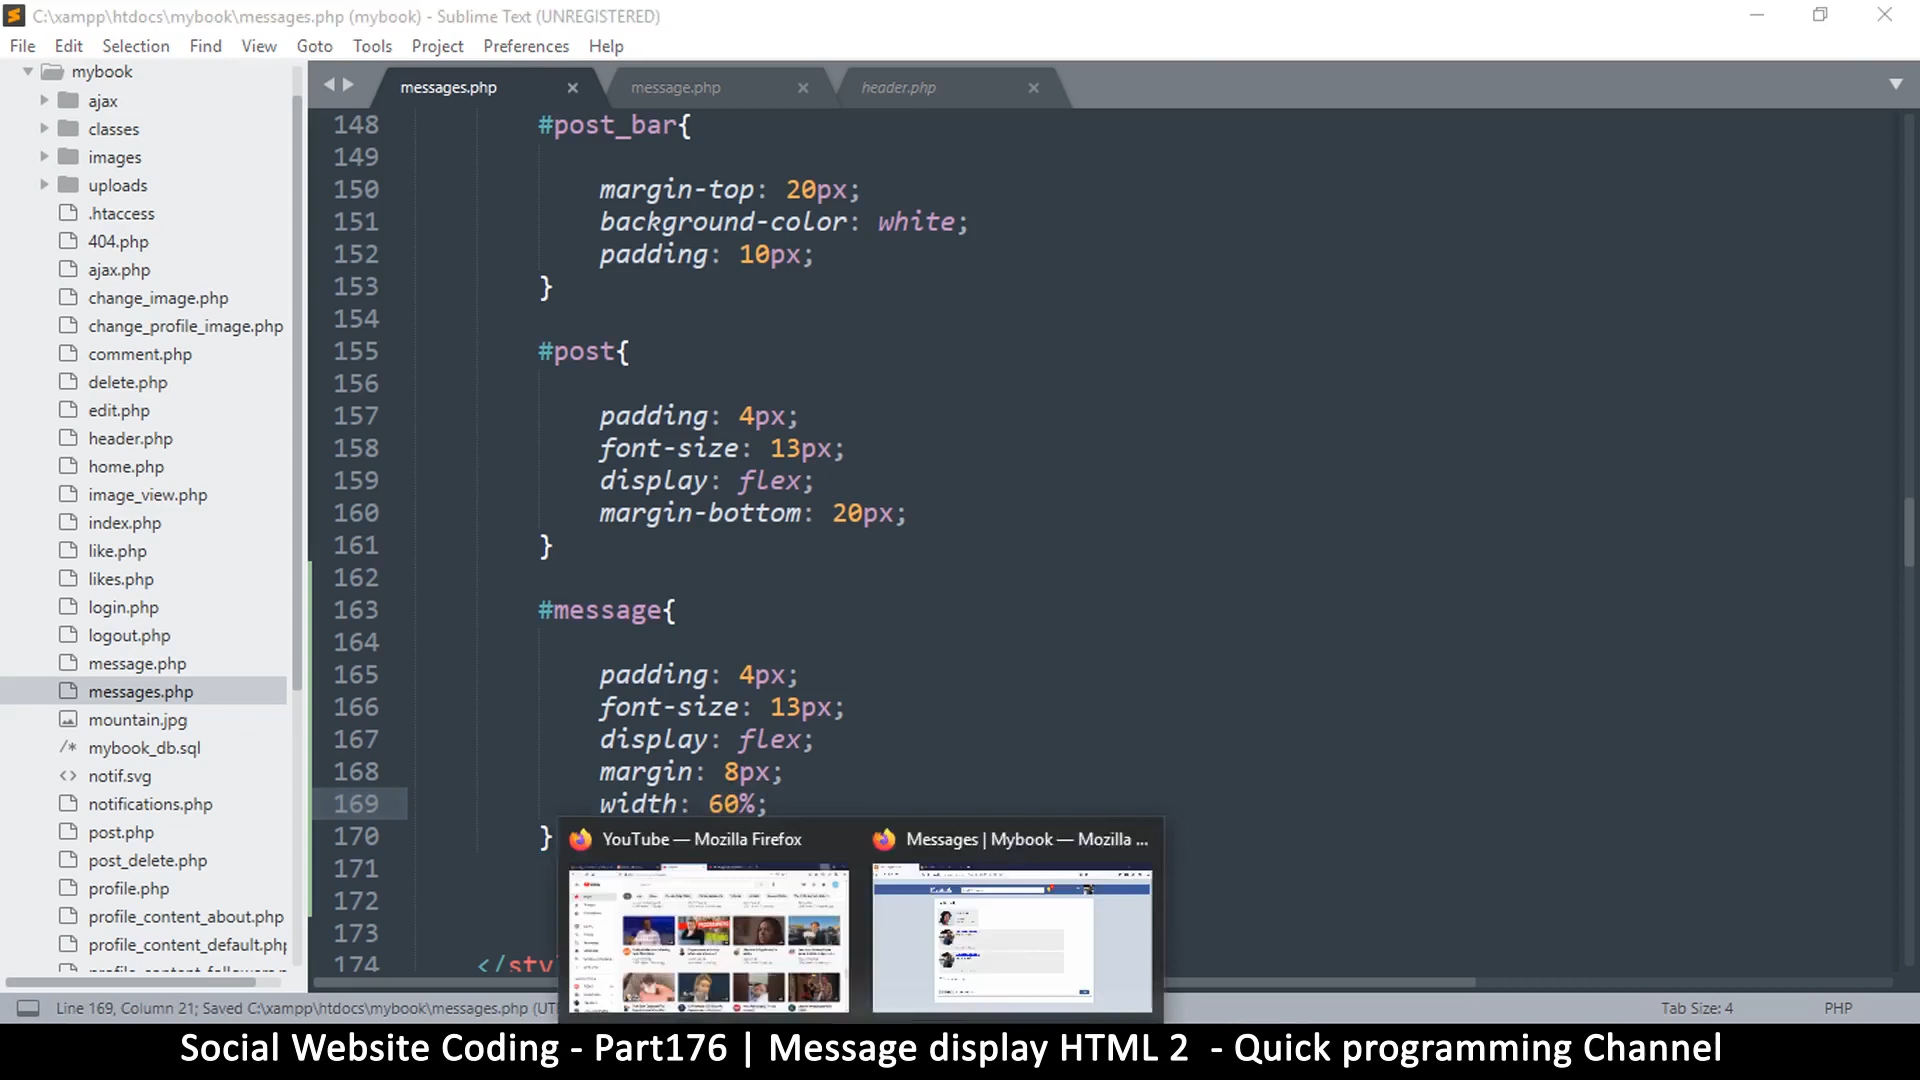 C:\xampp\htdocs\mybook\messages.php (mybook) - Sublime Text (UNREGISTERED)
File Edit Selection Find View Goto Tools Project Preferences Help
mybook
ajax
classes
images
uploads
.htaccess
404.php
ajax.php
change_image.php
change_profile_image.php
comment.php
delete.php
edit.php
header.php
home.php
image_view.php
index.php
like.php
likes.php
login.php
logout.php
message.php
messages.php
mountain.jpg
/* mybook_db.sql
<> notif.svg
notifications.php
post.php
post_delete.php
profile.php
profile_content_about.php
profile_content_default.php
messages.php × message.php × header.php ×
148 #post_bar{
149
150 margin-top: 20px;
151 background-color: white;
152 padding: 10px;
153 }
154
155 #post{
156
157 padding: 4px;
158 font-size: 13px;
159 display: flex;
160 margin-bottom: 20px;
161 }
162
163 #message{
164
165 padding: 4px;
166 font-size: 13px;
167 display: flex;
168 margin: 8px;
169 width: 60%;
170 }
171
172
173
174 </sty
YouTube — Mozilla Firefox
Messages | Mybook — Mozilla ...
Line 169, Column 21; Saved C:\xampp\htdocs\mybook\messages.php (UT
Tab Size: 4
PHP
Social Website Coding - Part176 | Message display HTML 2 - Quick programming Channel